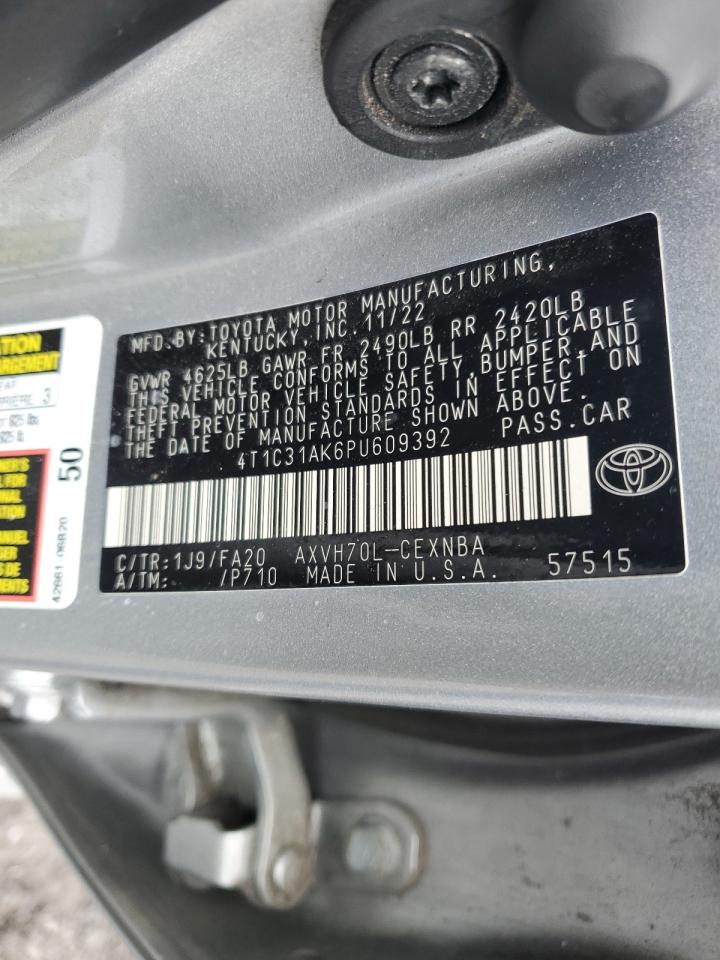 MFD.BY:TOYOTA MOTOR MANUFACTURING,
KENTUCKY, INC. 11/22
GVWR 4625LB GAWR FR 2490LB RR 2420LB
THIS VEHICLE CONFORMS TO ALL APPLICABLE
FEDERAL MOTOR VEHICLE SAFETY,BUMPER,AND
THEFT PREVENTION STANDARDS IN EFFECT ON
THE DATE OF MANUFACTURE SHOWN ABOVE.
4T1C31AK6PU609392 PASS.CAR
C/TR:1J9/FA20 AXVH70L-CEXNBA
A/TM: /P710 MADE IN U.S.A. 57515
3
50
42661-06B20